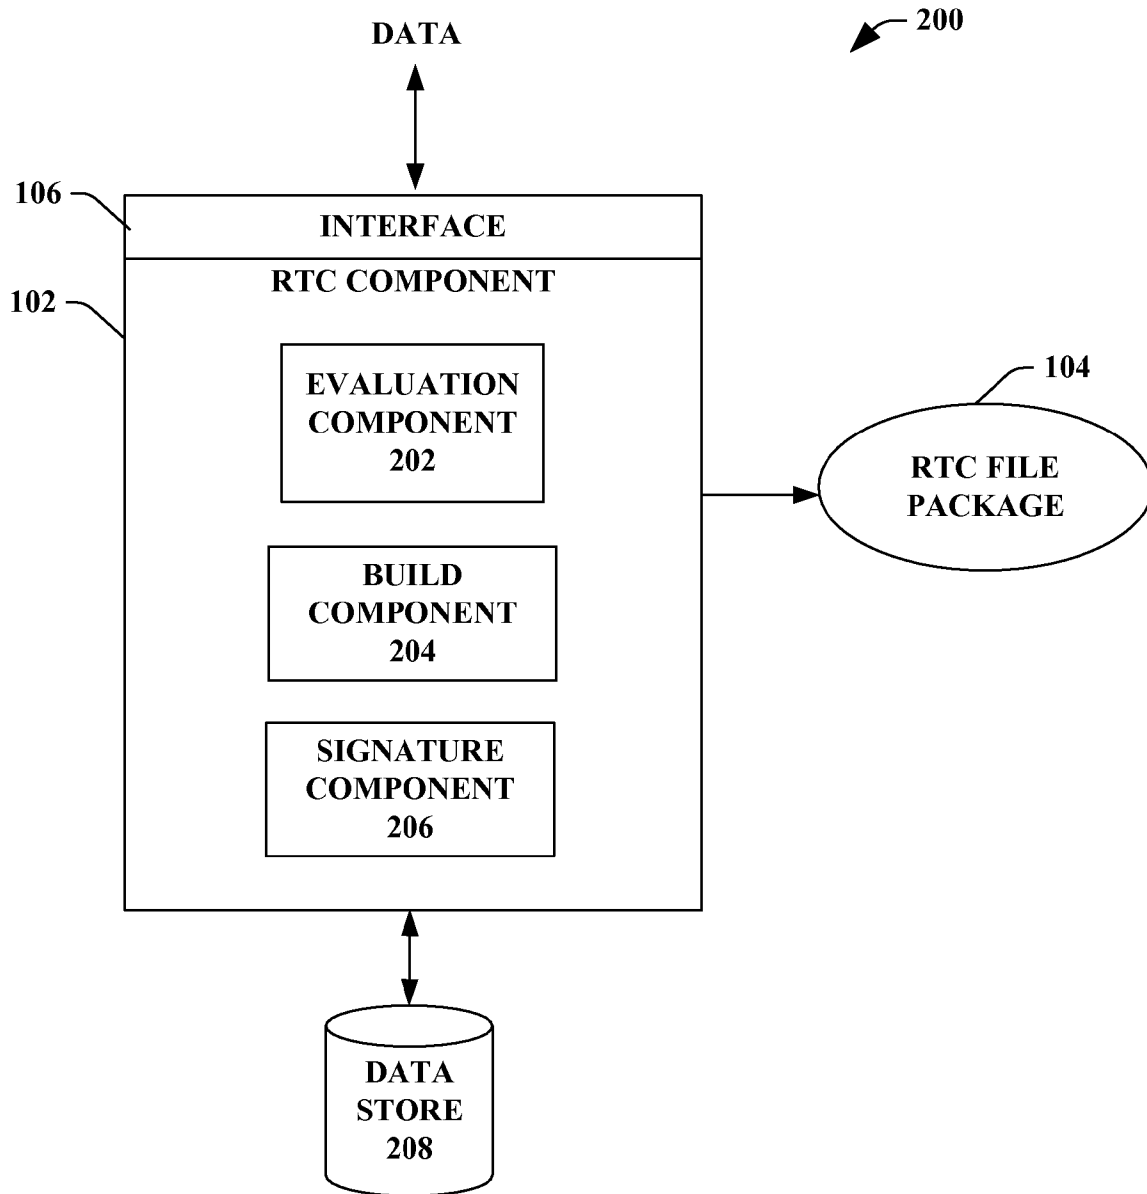 DATA
200
106
INTERFACE
RTC COMPONENT
102
EVALUATION
COMPONENT
202
104
RTC FILE
PACKAGE
BUILD
COMPONENT
204
SIGNATURE
COMPONENT
206
DATA
STORE
208